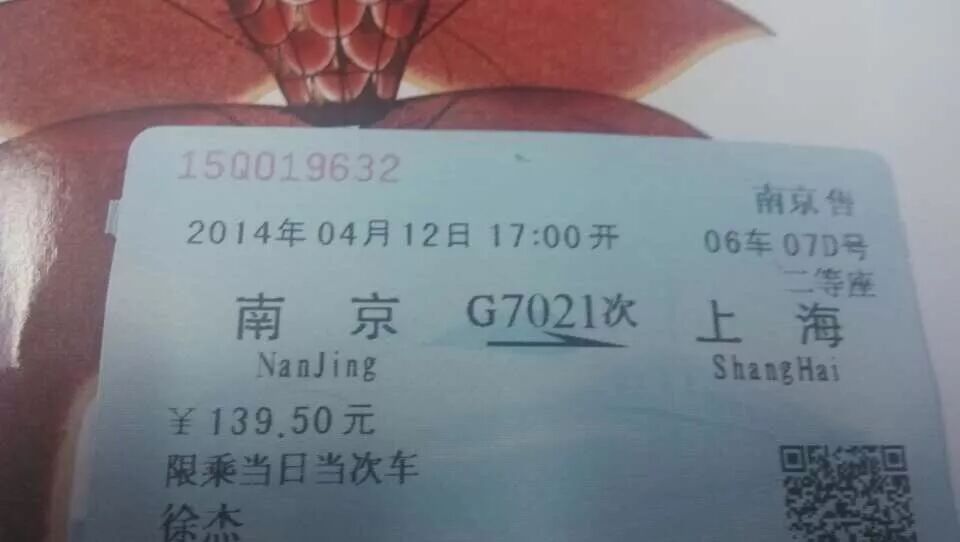 15Q019632
南京售
2014年04月12日 17:00开 06车 07D号
二等座
南京 G7021次 上海
NanJing ShangHai
￥139.50元
限乘当日当次车
徐杰